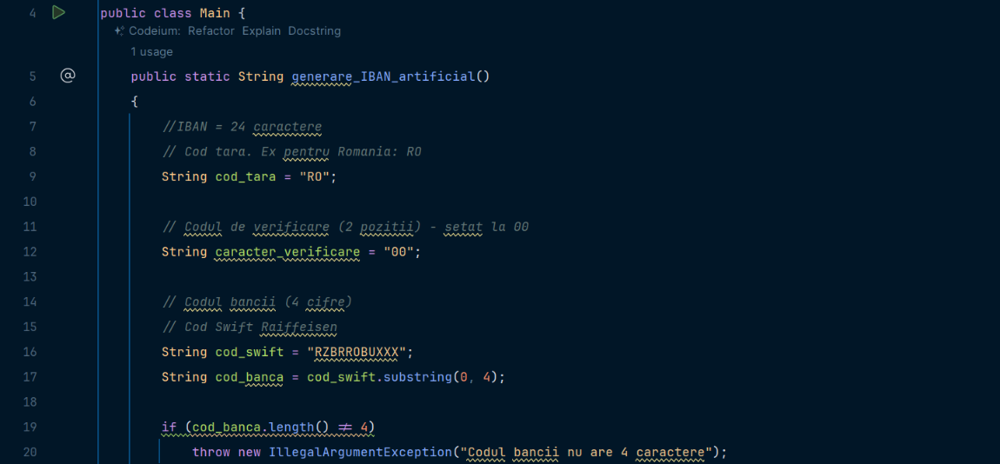 4 public class Main {
Codeium: Refactor Explain Docstring
1 usage
5 @ public static String generare_IBAN_artificial()
6 {
7 //IBAN = 24 caractere
8 // Cod tara. Ex pentru Romania: RO
9 String cod_tara = "RO";
10
11 // Codul de verificare (2 pozitii) - setat la 00
12 String caracter_verificare = "00";
13
14 // Codul bancii (4 cifre)
15 // Cod Swift Raiffeisen
16 String cod_swift = "RZBRROBUXXX";
17 String cod_banca = cod_swift.substring(0, 4);
18
19 if (cod_banca.length() ≠ 4)
20 throw new IllegalArgumentException("Codul bancii nu are 4 caractere");